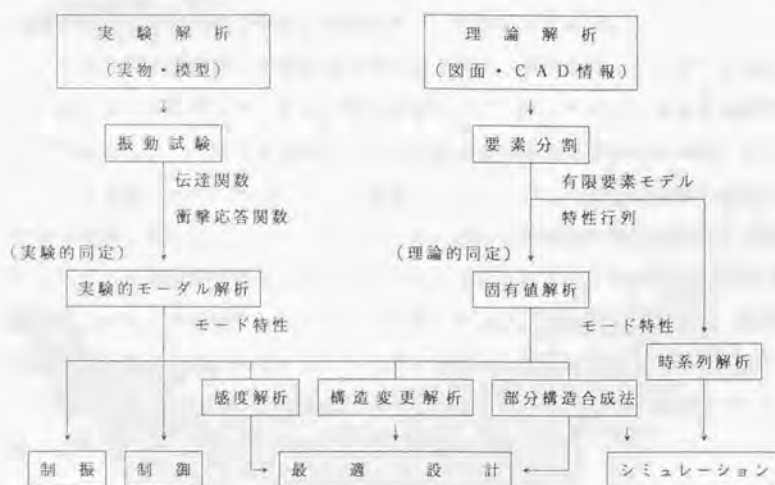 実験解析
(実物・模型)
理論解析
(図面・CAD情報)
振動試験
要素分割
伝達関数
衝撃応答関数
有限要素モデル
特性行列
(実験的同定)
(理論的同定)
実験的モーダル解析
固有値解析
モード特性
モード特性
時系列解析
感度解析
構造変更解析
部分構造合成法
制振
制御
最適設計
シミュレーション